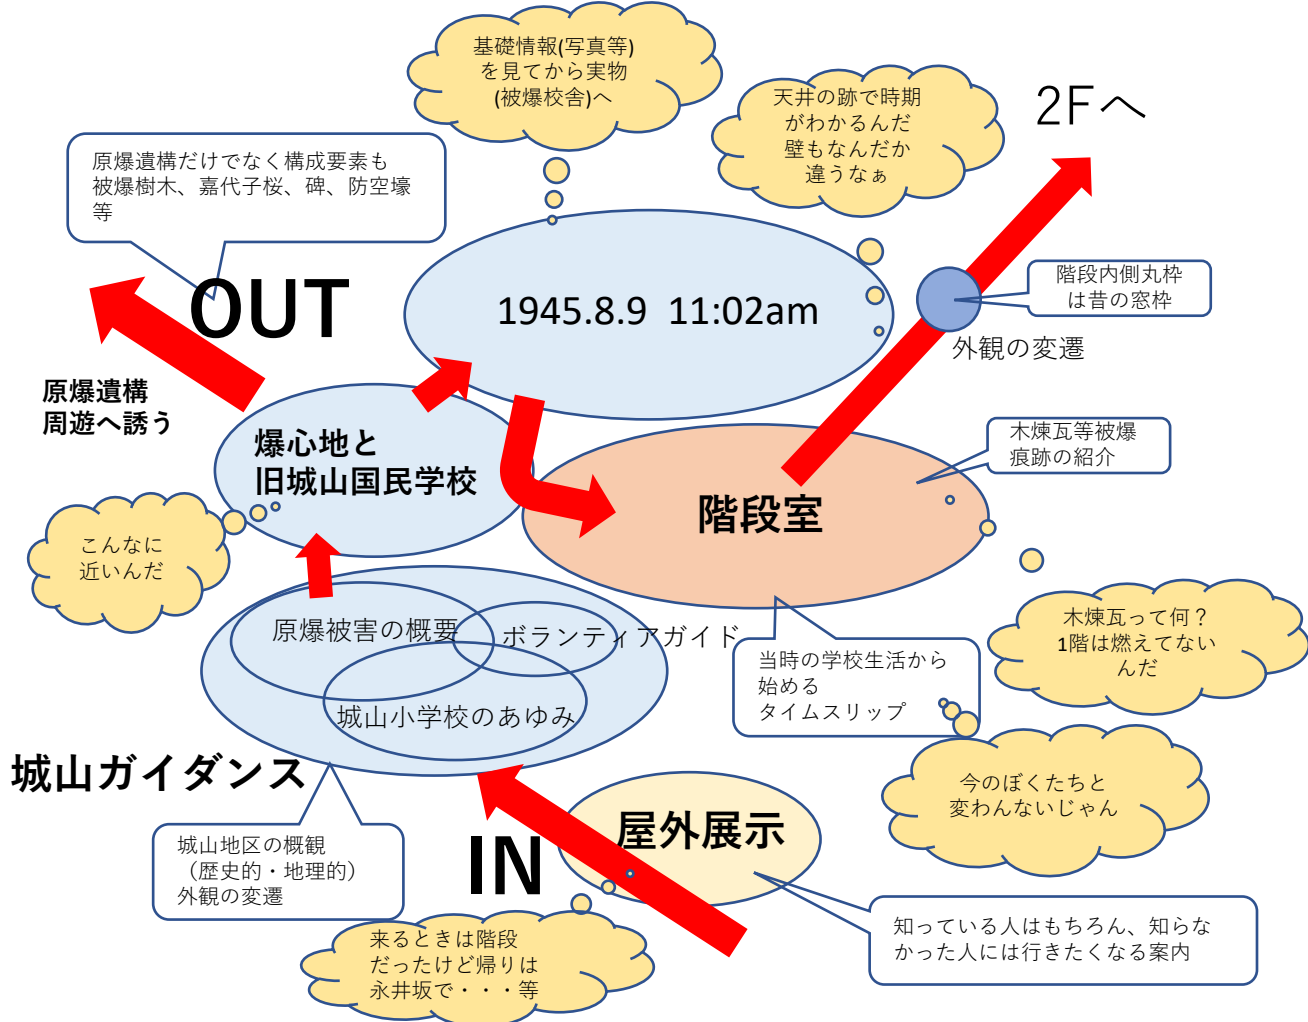 基礎情報(写真等)
を見てから実物
(被爆校舎)へ
天井の跡で時期
がわかるんだ
壁もなんだか
違うなぁ
2Fへ
原爆遺構だけでなく構成要素も
被爆樹木、嘉代子桜、碑、防空壕
等
OUT
1945.8.9 11:02am
階段内側丸枠
は昔の窓枠
外観の変遷
原爆遺構
周遊へ誘う
爆心地と
旧城山国民学校
木煉瓦等被爆
痕跡の紹介
階段室
こんなに
近いんだ
原爆被害の概要
ボランティアガイド
城山小学校のあゆみ
当時の学校生活から
始める
タイムスリップ
木煉瓦って何？
1階は燃えてない
んだ
城山ガイダンス
今のぼくたちと
変わんないじゃん
屋外展示
IN
城山地区の概観
（歴史的・地理的）
外観の変遷
来るときは階段
だったけど帰りは
永井坂で・・・等
知っている人はもちろん、知らな
かった人には行きたくなる案内